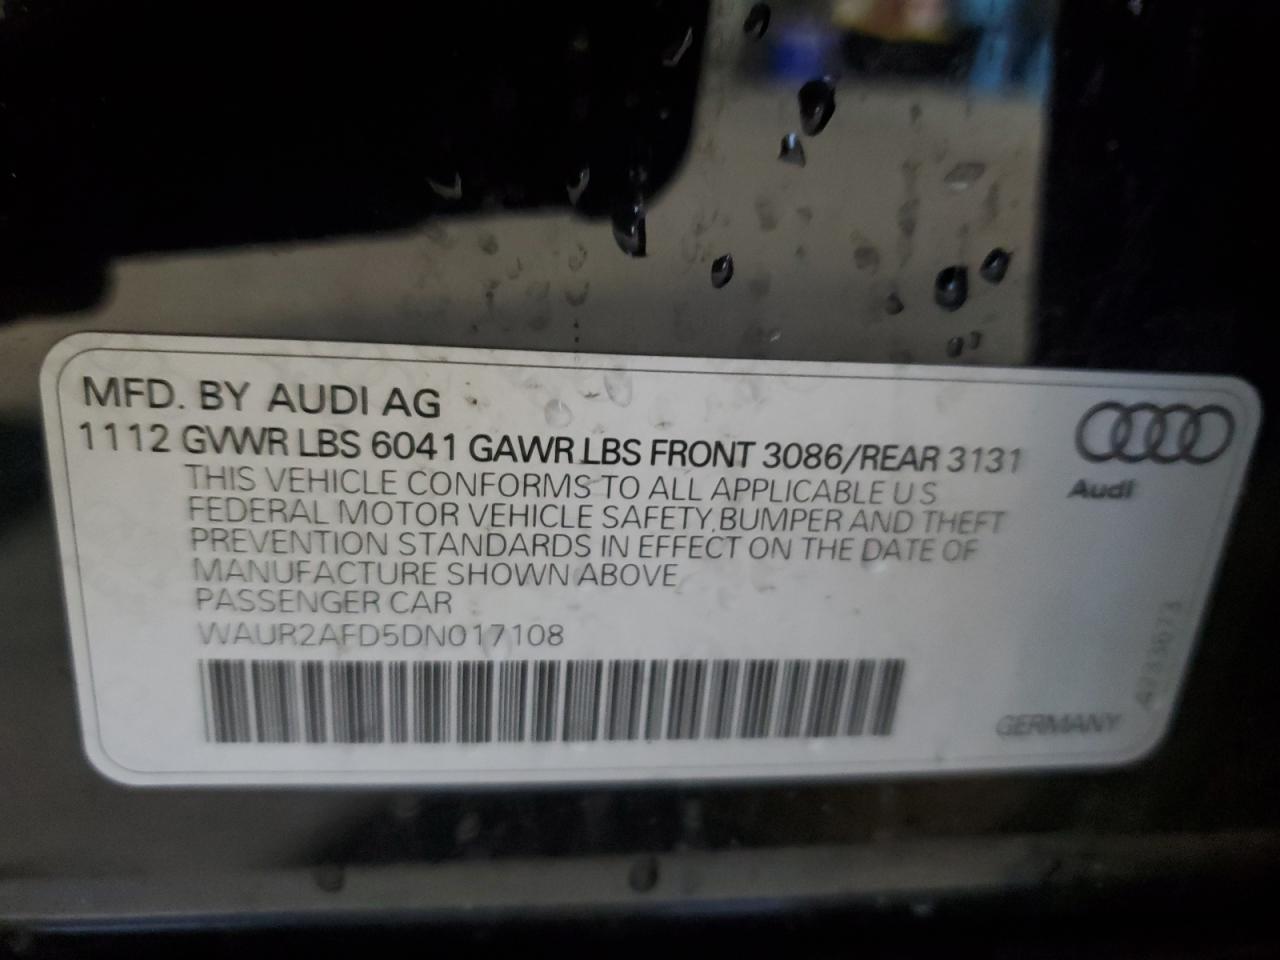 MFD. BY AUDI AG
1112 GVWR LBS 6041 GAWR LBS FRONT 3086/REAR 3131
THIS VEHICLE CONFORMS TO ALL APPLICABLE U S
FEDERAL MOTOR VEHICLE SAFETY, BUMPER AND THEFT
PREVENTION STANDARDS IN EFFECT ON THE DATE OF
MANUFACTURE SHOWN ABOVE
PASSENGER CAR
WAUR2AFD5DN017108
Audi
GERMANY